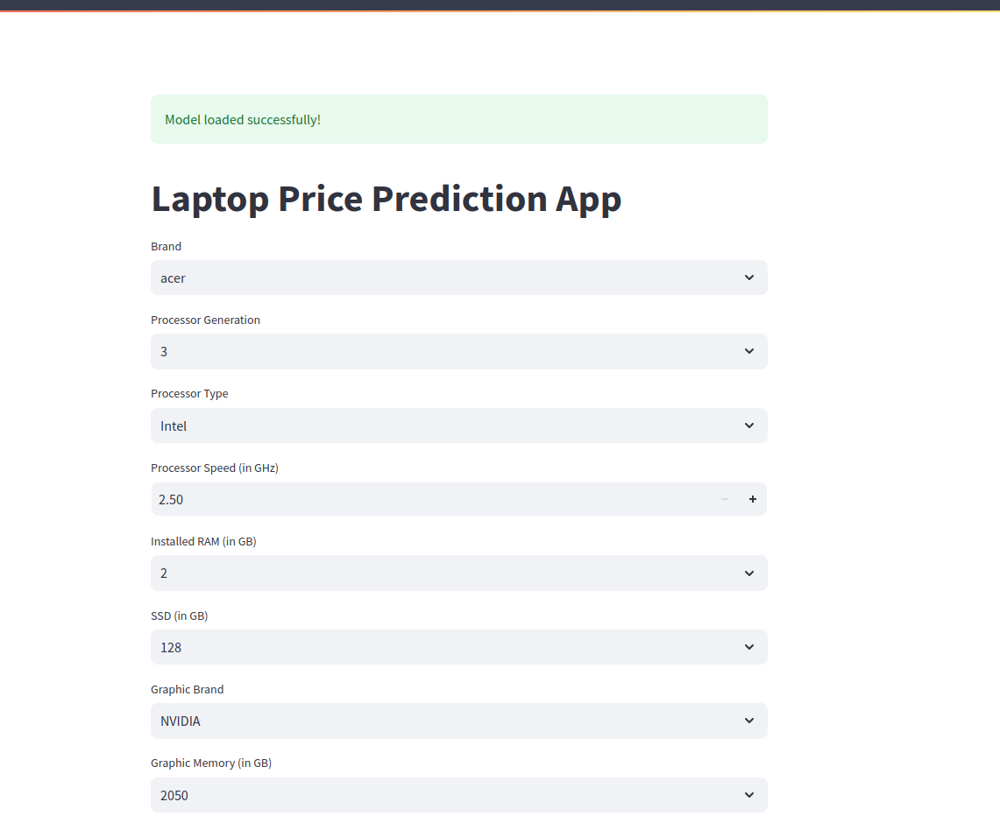 Model loaded successfully!
Laptop Price Prediction App
Brand
acer
Processor Generation
3
Processor Type
Intel
Processor Speed (in GHz)
2.50
Installed RAM (in GB)
2
SSD (in GB)
128
Graphic Brand
NVIDIA
Graphic Memory (in GB)
2050